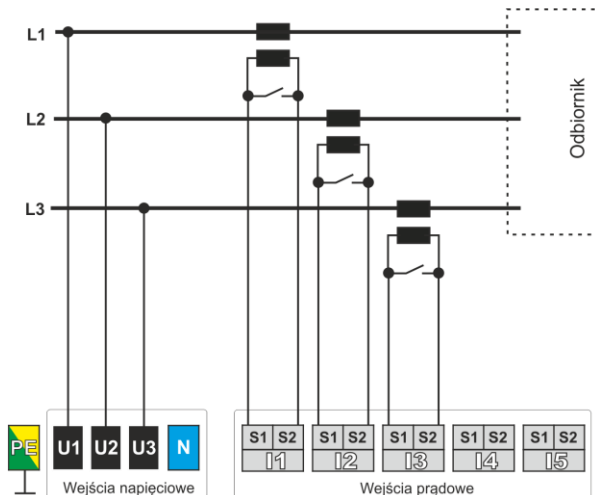 L1
L2
L3
Odbiornik
PE U1 U2 U3 N
S1 S2 S1 S2 S1 S2 S1 S2 S1 S2
I1 I2 I3 I4 I5
Wejścia napięciowe
Wejścia prądowe